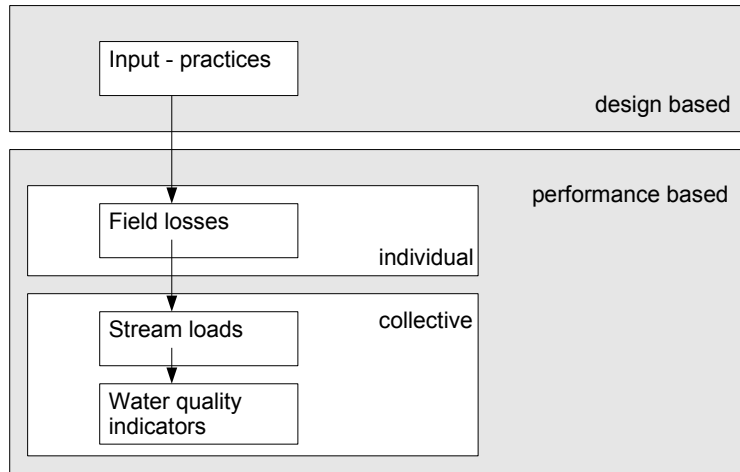 Input - practices
design based
performance based
Field losses
individual
collective
Stream loads
Water quality
indicators